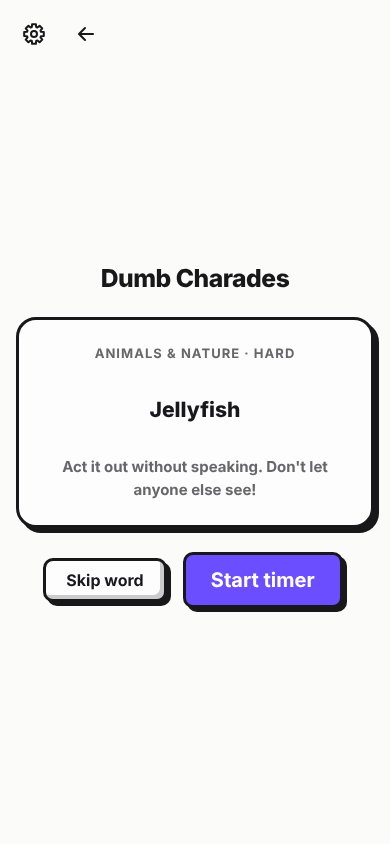 Dumb Charades
ANIMALS & NATURE · HARD
Jellyfish
Act it out without speaking. Don't let
anyone else see!
Skip word
Start timer